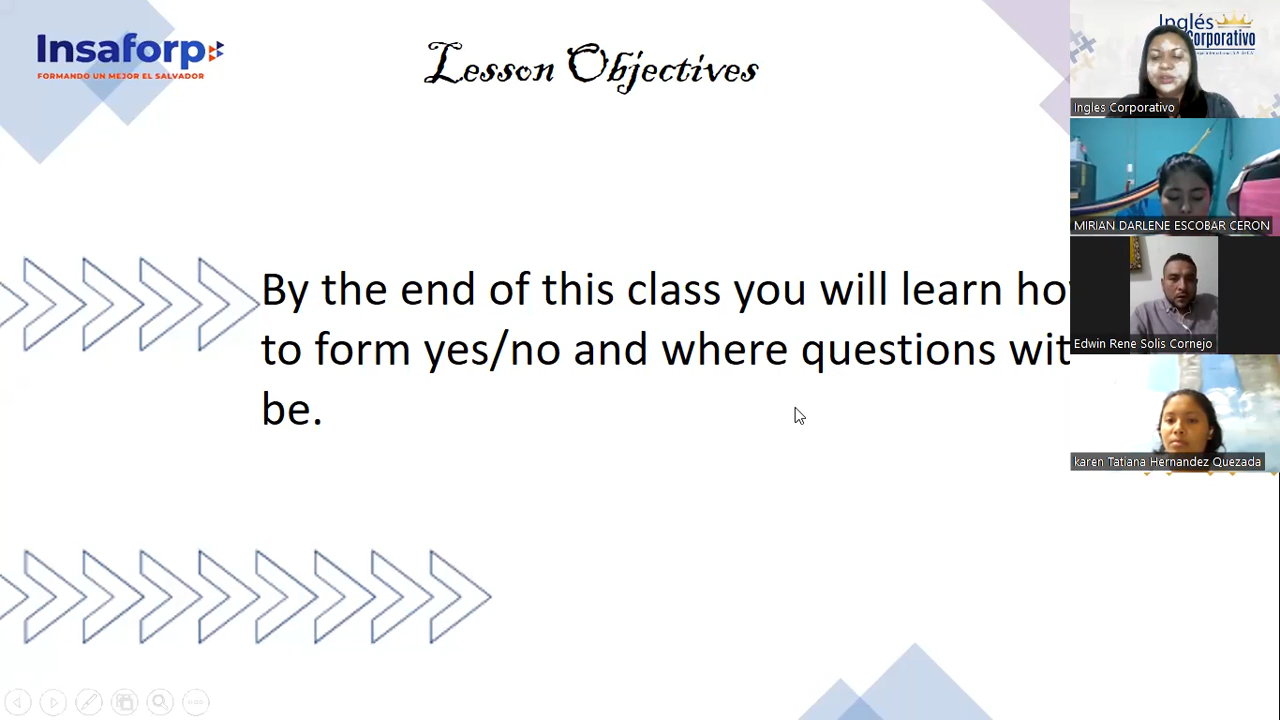 Insaforp
FORMANDO UN MEJOR EL SALVADOR
Lesson Objectives
By the end of this class you will learn
to form yes/no and where questions
be.
Inglés
Corporativo
Ingles Corporativo
MIRIAN DARLENE ESCOBAR CERON
Edwin Rene Solis Cornejo
karen Tatiana Hernandez Quezada